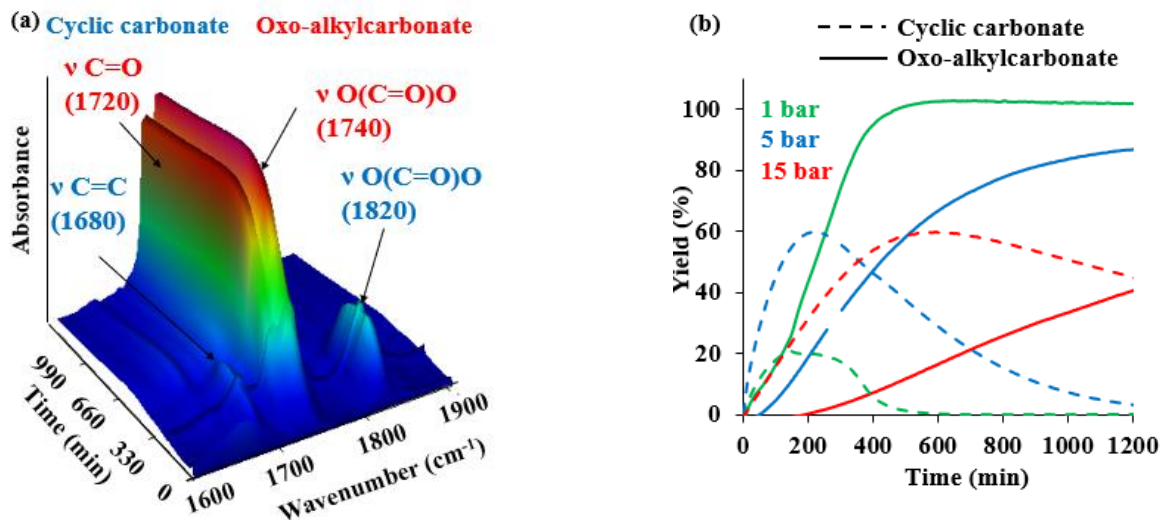 (a) Cyclic carbonate Oxo-alkylcarbonate
ν C=O
(1720)
ν O(C=O)O
(1740)
ν C=C
(1680)
ν O(C=O)O
(1820)
Absorbance
990
660
330
0
Time (min)
1600
1700
1800
1900
Wavenumber (cm⁻¹)
(b)
Cyclic carbonate
Oxo-alkylcarbonate
1 bar
5 bar
15 bar
100
80
60
40
20
0
Yield (%)
0 200 400 600 800 1000 1200
Time (min)